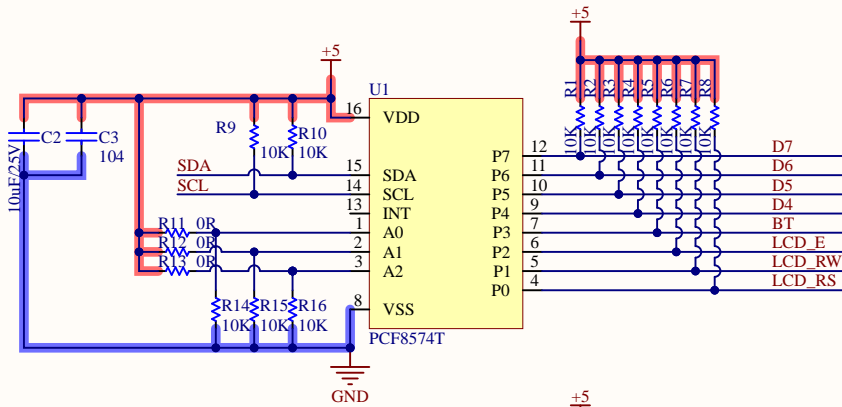 +5
+5
U1
16 VDD
R1 R2 R3 R4 R5 R6 R7 R8
10K 10K 10K 10K 10K 10K 10K 10K
C2
10uF/25V
C3
104
R9
10K
R10
10K
SDA 15 SDA
SCL 14 SCL
13 INT
R11 0R 1 A0
R12 0R 2 A1
R13 0R 3 A2
P7 12 D7
P6 11 D6
P5 10 D5
P4 9 D4
P3 7 BT
P2 6 LCD_E
P1 5 LCD_RW
P0 4 LCD_RS
R14
10K
R15
10K
R16
10K
8 VSS
PCF8574T
GND
+5